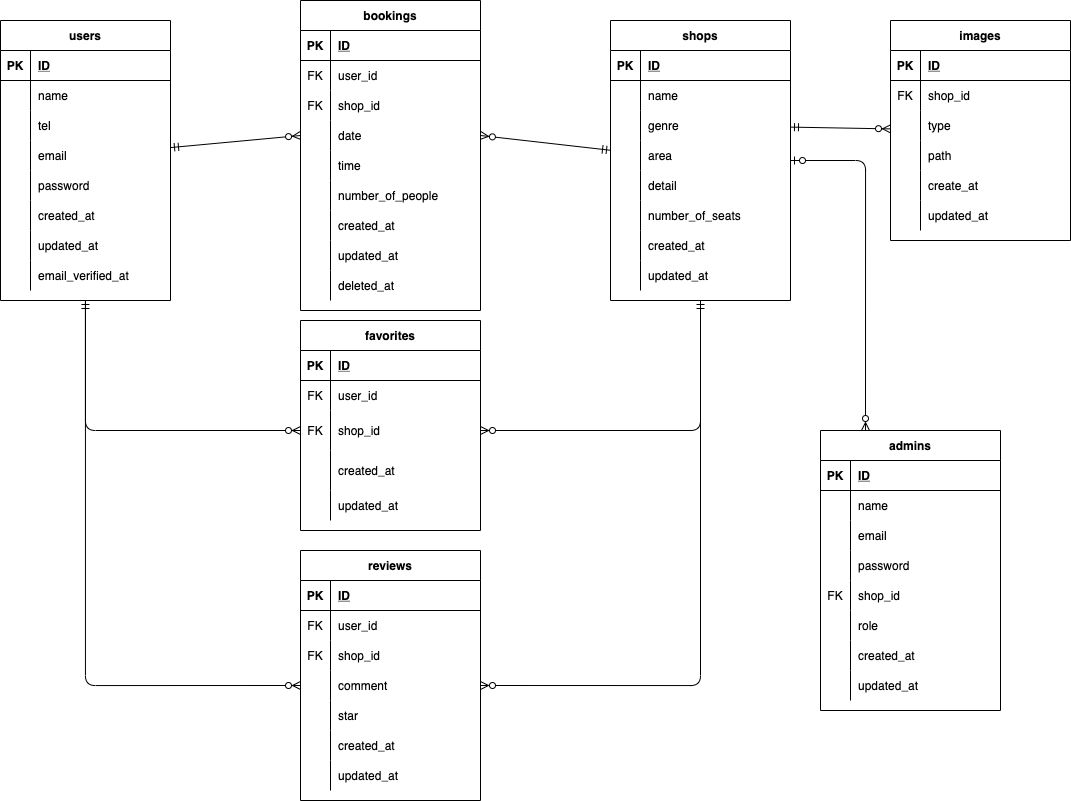 users
PK ID
name
tel
email
password
created_at
updated_at
email_verified_at
bookings
PK ID
FK user_id
FK shop_id
date
time
number_of_people
created_at
updated_at
deleted_at
shops
PK ID
name
genre
area
detail
number_of_seats
created_at
updated_at
images
PK ID
FK shop_id
type
path
create_at
updated_at
favorites
PK ID
FK user_id
FK shop_id
created_at
updated_at
reviews
PK ID
FK user_id
FK shop_id
comment
star
created_at
updated_at
admins
PK ID
name
email
password
FK shop_id
role
created_at
updated_at